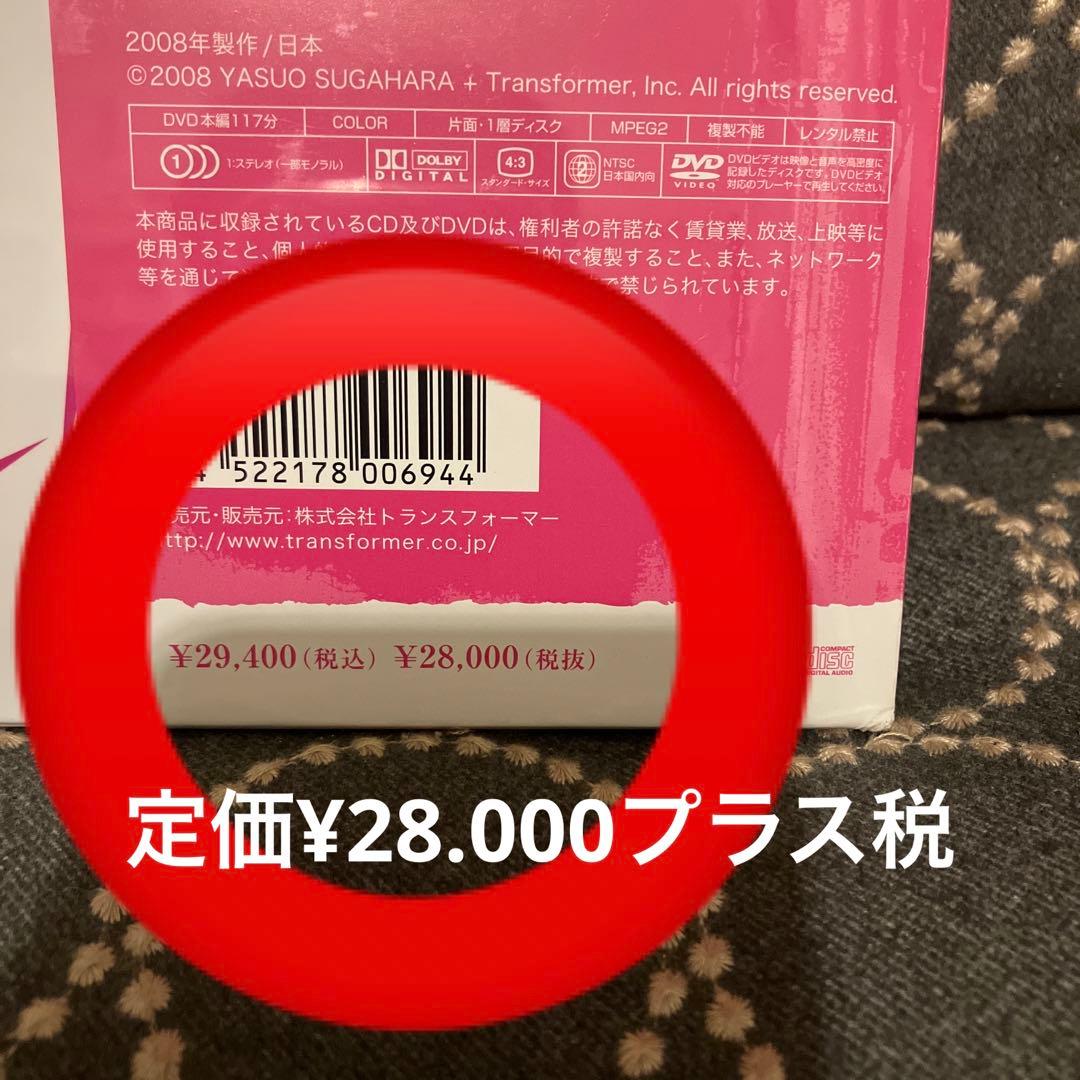 2008年製作/日本
©2008 YASUO SUGAHARA + Transformer, Inc. All rights reserved.
DVD本編117分 COLOR 片面・1層ディスク MPEG2 複製不能 レンタル禁止
1 1:ステレオ(一部モノラル) DOLBY DIGITAL 4:3 スタンダード・サイズ 2 NTSC 日本国内向 DVD VIDEO DVDビデオは映像と音声を高密度に
記録したディスクです。DVDビデオ
対応のプレーヤーで再生してください。
本商品に収録されているCD及びDVDは、権利者の許諾なく賃貸業、放送、上映等に
使用すること、個人 目的で複製すること、また、ネットワーク
等を通じて で禁じられています。
4 522178 006944
売元・販売元:株式会社トランスフォーマー
ttp://www.transformer.co.jp/
¥29,400(税込) ¥28,000(税抜)
COMPACT
disc
DIGITAL AUDIO
定価¥28.000プラス税